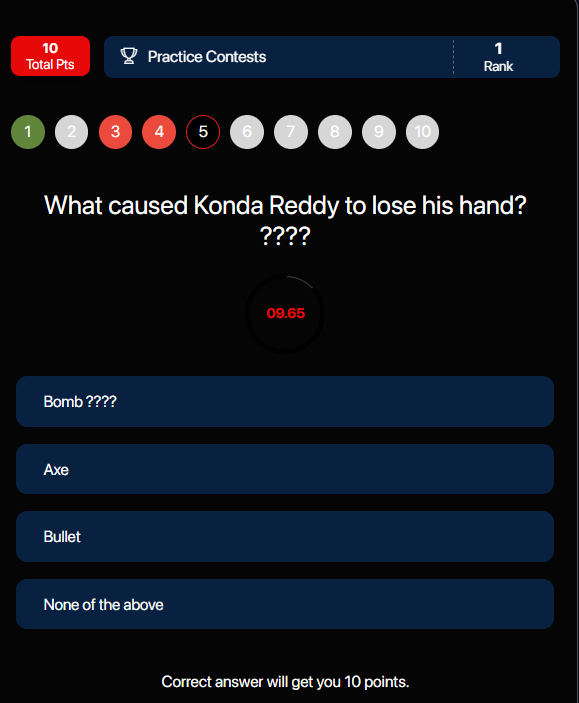 10
Total Pts
Practice Contests
1
Rank
1 2 3 4 5 6 7 8 9 10
What caused Konda Reddy to lose his hand?
????
09.65
Bomb ????
Axe
Bullet
None of the above
Correct answer will get you 10 points.